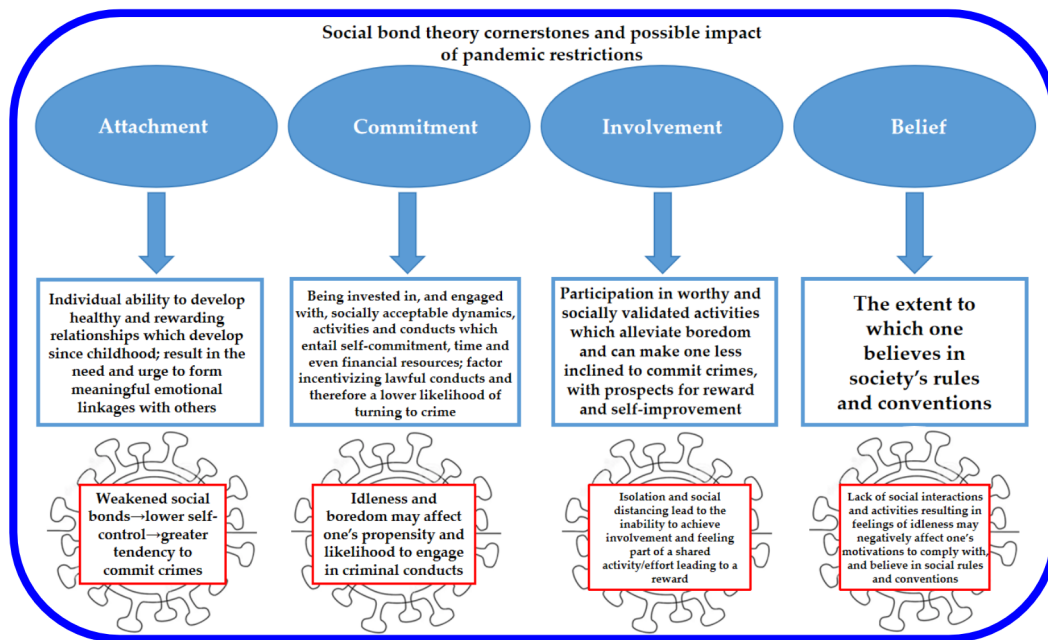 Social bond theory cornerstones and possible impact
of pandemic restrictions
Attachment
Commitment
Involvement
Belief
Individual ability to develop
healthy and rewarding
relationships which develop
since childhood; result in the
need and urge to form
meaningful emotional
linkages with others
Being invested in, and engaged
with, socially acceptable dynamics,
activities and conducts which
entail self-commitment, time and
even financial resources; factor
incentivizing lawful conducts and
therefore a lower likelihood of
turning to crime
Participation in worthy and
socially validated activities
which alleviate boredom
and can make one less
inclined to commit crimes,
with prospects for reward
and self-improvement
The extent to
which one
believes in
society's rules
and conventions
Weakened social
bonds→lower self-
control→greater
tendency to
commit crimes
Idleness and
boredom may affect
one's propensity and
likelihood to engage
in criminal conducts
Isolation and social
distancing lead to the
inability to achieve
involvement and feeling
part of a shared
activity/effort leading to a
reward
Lack of social interactions
and activities resulting in
feelings of idleness may
negatively affect one's
motivations to comply with,
and believe in social rules
and conventions